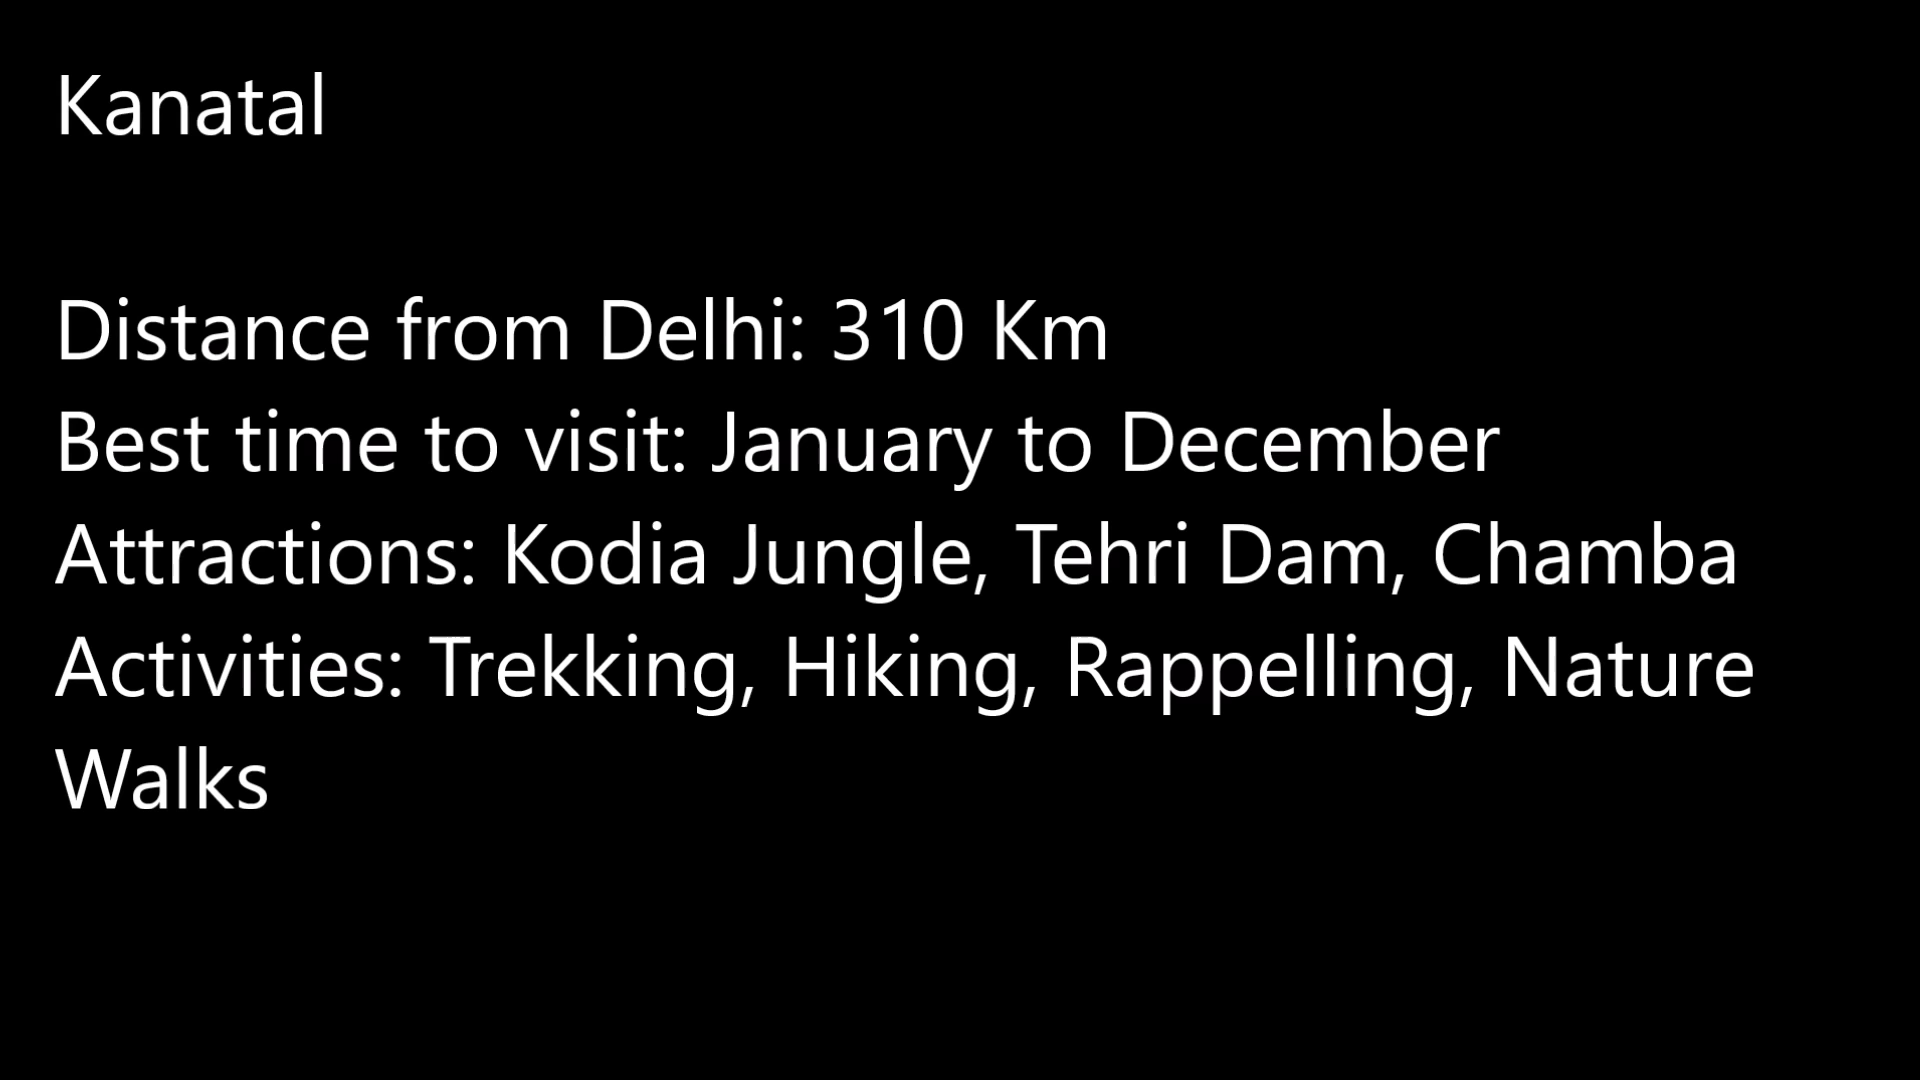 Kanatal
Distance from Delhi: 310 Km
Best time to visit: January to December
Attractions: Kodia Jungle, Tehri Dam, Chamba
Activities: Trekking, Hiking, Rappelling, Nature
Walks